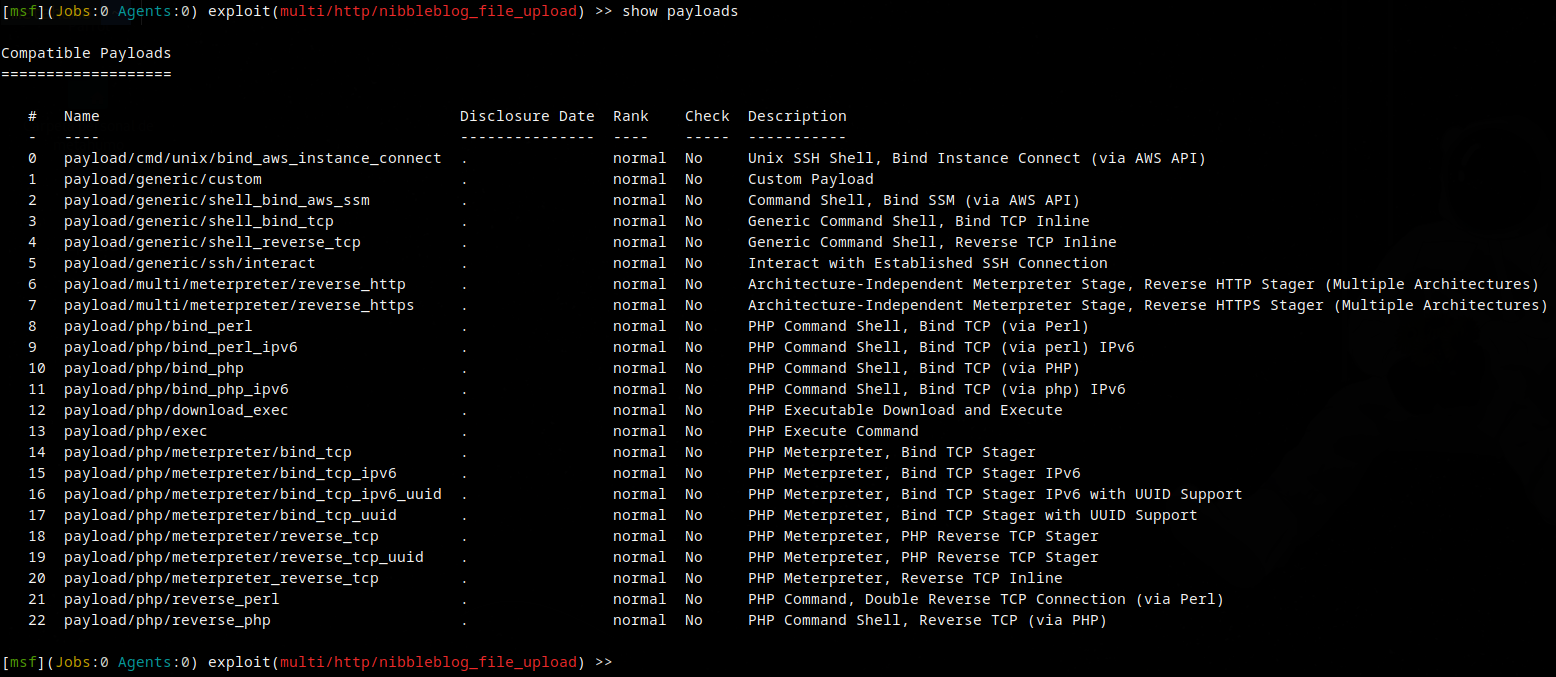 [msf](Jobs:0 Agents:0) exploit(multi/http/nibbleblog_file_upload) >> show payloads
Compatible Payloads
===================
# Name Disclosure Date Rank Check Description
- ---- --------------- ---- ----- -----------
0 payload/cmd/unix/bind_aws_instance_connect . normal No Unix SSH Shell, Bind Instance Connect (via AWS API)
1 payload/generic/custom . normal No Custom Payload
2 payload/generic/shell_bind_aws_ssm . normal No Command Shell, Bind SSM (via AWS API)
3 payload/generic/shell_bind_tcp . normal No Generic Command Shell, Bind TCP Inline
4 payload/generic/shell_reverse_tcp . normal No Generic Command Shell, Reverse TCP Inline
5 payload/generic/ssh/interact . normal No Interact with Established SSH Connection
6 payload/multi/meterpreter/reverse_http . normal No Architecture-Independent Meterpreter Stage, Reverse HTTP Stager (Multiple Architectures)
7 payload/multi/meterpreter/reverse_https . normal No Architecture-Independent Meterpreter Stage, Reverse HTTPS Stager (Multiple Architectures)
8 payload/php/bind_perl . normal No PHP Command Shell, Bind TCP (via Perl)
9 payload/php/bind_perl_ipv6 . normal No PHP Command Shell, Bind TCP (via perl) IPv6
10 payload/php/bind_php . normal No PHP Command Shell, Bind TCP (via PHP)
11 payload/php/bind_php_ipv6 . normal No PHP Command Shell, Bind TCP (via php) IPv6
12 payload/php/download_exec . normal No PHP Executable Download and Execute
13 payload/php/exec . normal No PHP Execute Command
14 payload/php/meterpreter/bind_tcp . normal No PHP Meterpreter, Bind TCP Stager
15 payload/php/meterpreter/bind_tcp_ipv6 . normal No PHP Meterpreter, Bind TCP Stager IPv6
16 payload/php/meterpreter/bind_tcp_ipv6_uuid . normal No PHP Meterpreter, Bind TCP Stager IPv6 with UUID Support
17 payload/php/meterpreter/bind_tcp_uuid . normal No PHP Meterpreter, Bind TCP Stager with UUID Support
18 payload/php/meterpreter/reverse_tcp . normal No PHP Meterpreter, PHP Reverse TCP Stager
19 payload/php/meterpreter/reverse_tcp_uuid . normal No PHP Meterpreter, PHP Reverse TCP Stager
20 payload/php/meterpreter_reverse_tcp . normal No PHP Meterpreter, Reverse TCP Inline
21 payload/php/reverse_perl . normal No PHP Command, Double Reverse TCP Connection (via Perl)
22 payload/php/reverse_php . normal No PHP Command Shell, Reverse TCP (via PHP)
[msf](Jobs:0 Agents:0) exploit(multi/http/nibbleblog_file_upload) >>